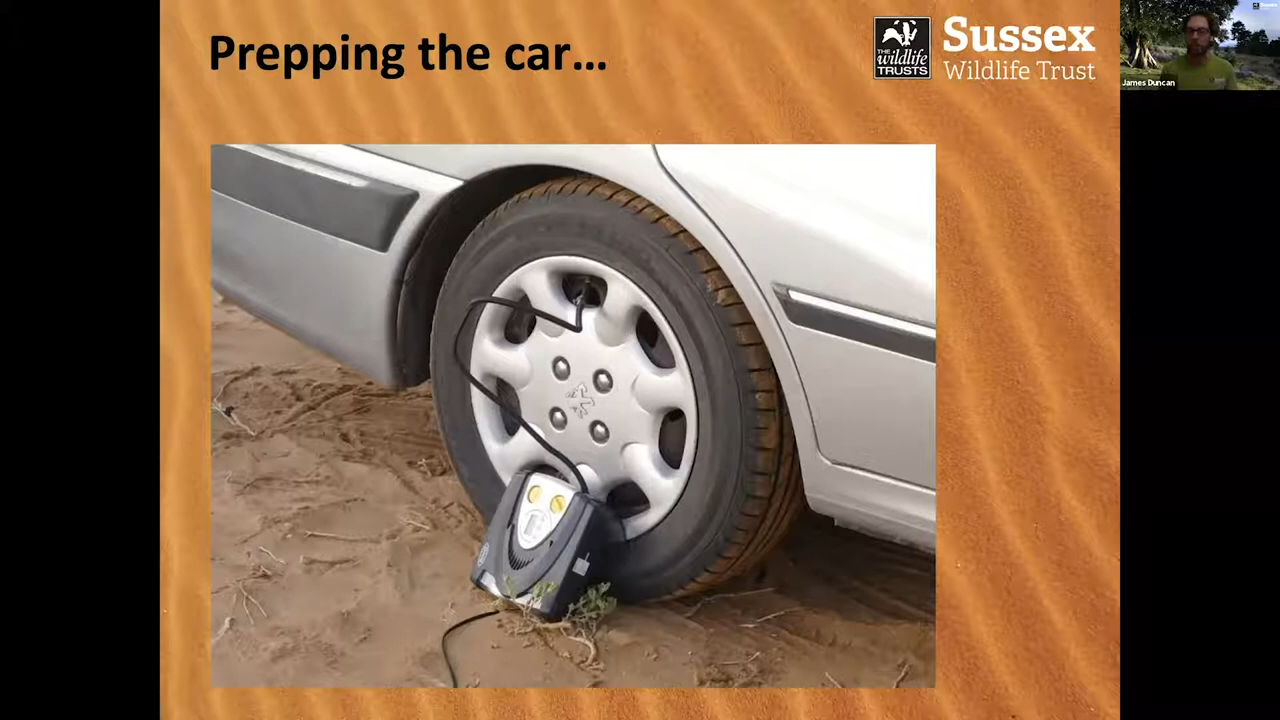 Prepping the car...
THE
wildlife
TRUSTS
Sussex
Wildlife Trust
James Duncan